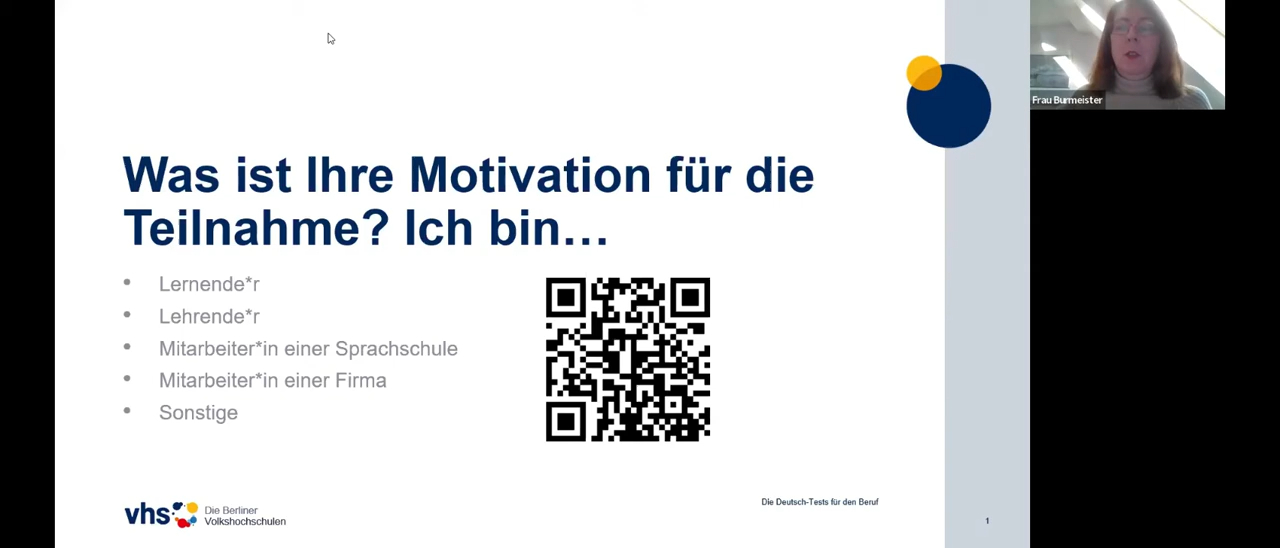 Was ist Ihre Motivation für die
Teilnahme? Ich bin…
• Lernende*r
• Lehrende*r
• Mitarbeiter*in einer Sprachschule
• Mitarbeiter*in einer Firma
• Sonstige
vhs
Die Berliner
Volkshochschulen
Die Deutsch-Tests für den Beruf
1
Frau Burmeister